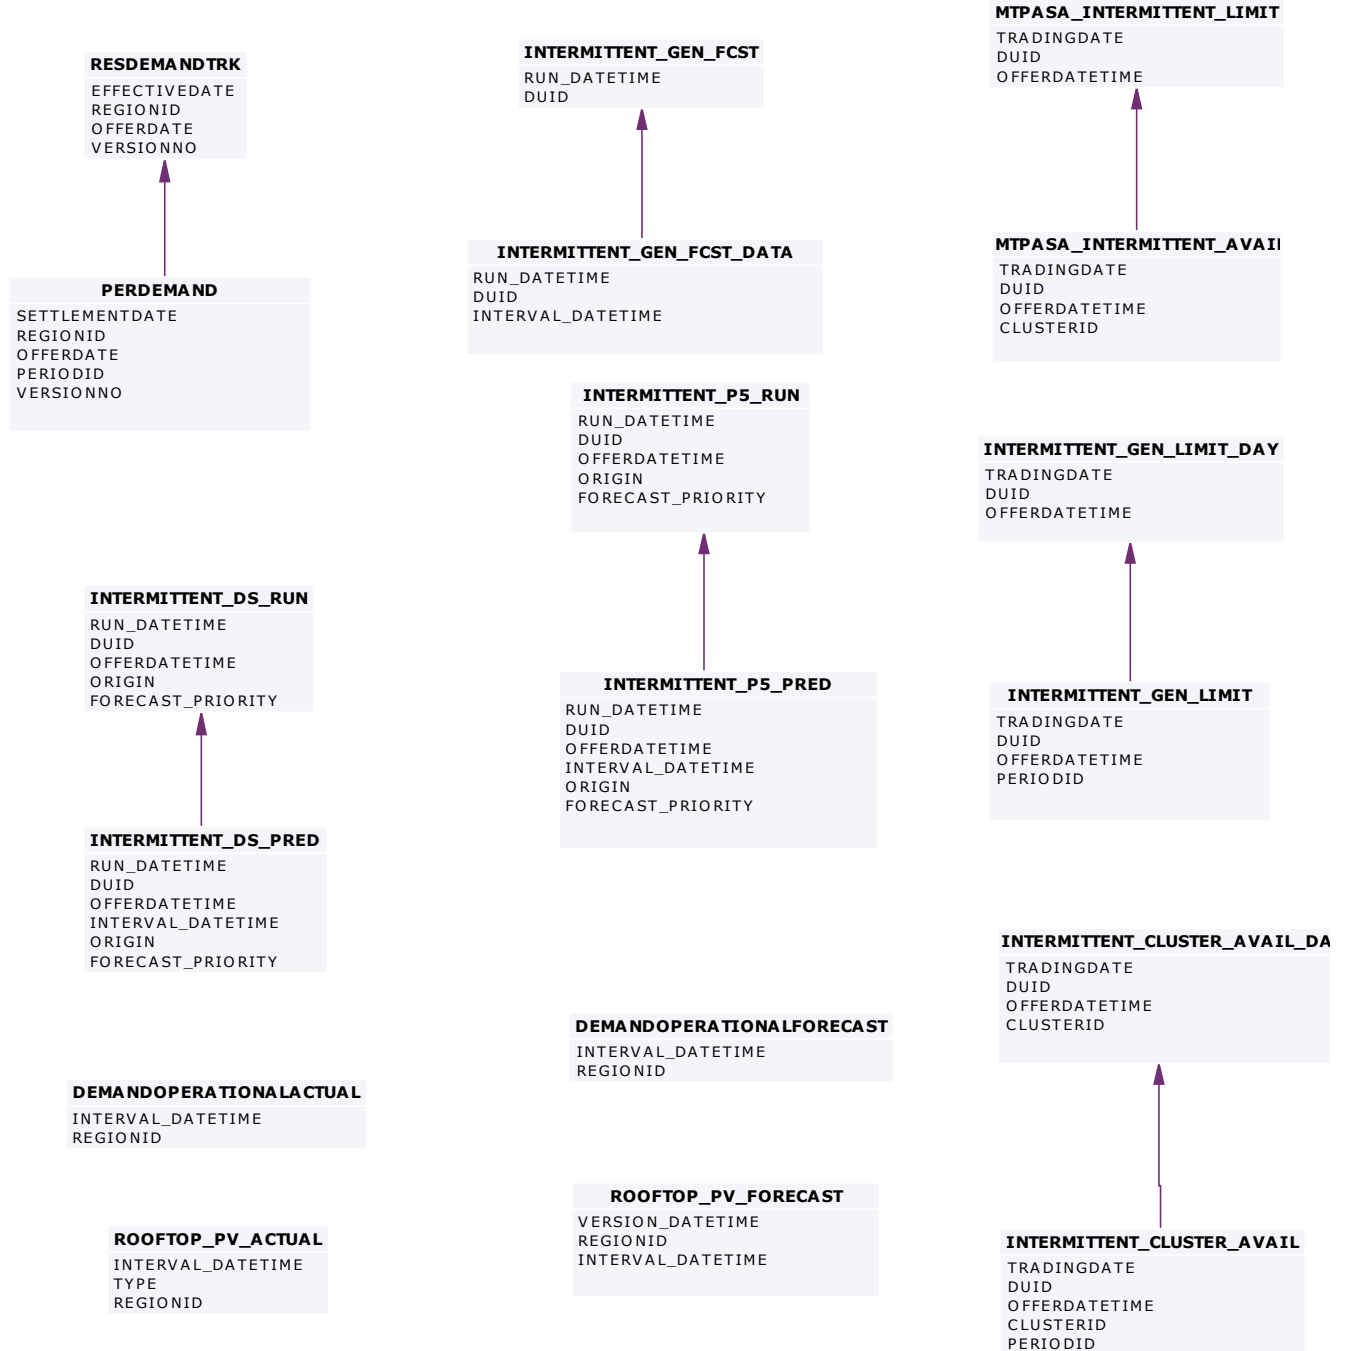 RESDEMANDTRK
EFFECTIVEDATE
REGIONID
OFFERDATE
VERSIONNO
PERDEMAND
SETTLEMENTDATE
REGIONID
OFFERDATE
PERIODID
VERSIONNO
INTERMITTENT_DS_RUN
RUN_DATETIME
DUID
OFFERDATETIME
ORIGIN
FORECAST_PRIORITY
INTERMITTENT_DS_PRED
RUN_DATETIME
DUID
OFFERDATETIME
INTERVAL_DATETIME
ORIGIN
FORECAST_PRIORITY
DEMANDOPERATIONALACTUAL
INTERVAL_DATETIME
REGIONID
ROOFTOP_PV_ACTUAL
INTERVAL_DATETIME
TYPE
REGIONID
INTERMITTENT_GEN_FCST
RUN_DATETIME
DUID
INTERMITTENT_GEN_FCST_DATA
RUN_DATETIME
DUID
INTERVAL_DATETIME
INTERMITTENT_P5_RUN
RUN_DATETIME
DUID
OFFERDATETIME
ORIGIN
FORECAST_PRIORITY
INTERMITTENT_P5_PRED
RUN_DATETIME
DUID
OFFERDATETIME
INTERVAL_DATETIME
ORIGIN
FORECAST_PRIORITY
DEMANDOPERATIONALFORECAST
INTERVAL_DATETIME
REGIONID
ROOFTOP_PV_FORECAST
VERSION_DATETIME
REGIONID
INTERVAL_DATETIME
MTPASA_INTERMITTENT_LIMIT
TRADINGDATE
DUID
OFFERDATETIME
MTPASA_INTERMITTENT_AVAI
TRADINGDATE
DUID
OFFERDATETIME
CLUSTERID
INTERMITTENT_GEN_LIMIT_DAY
TRADINGDATE
DUID
OFFERDATETIME
INTERMITTENT_GEN_LIMIT
TRADINGDATE
DUID
OFFERDATETIME
PERIODID
INTERMITTENT_CLUSTER_AVAIL_DA
TRADINGDATE
DUID
OFFERDATETIME
CLUSTERID
INTERMITTENT_CLUSTER_AVAIL
TRADINGDATE
DUID
OFFERDATETIME
CLUSTERID
PERIODID